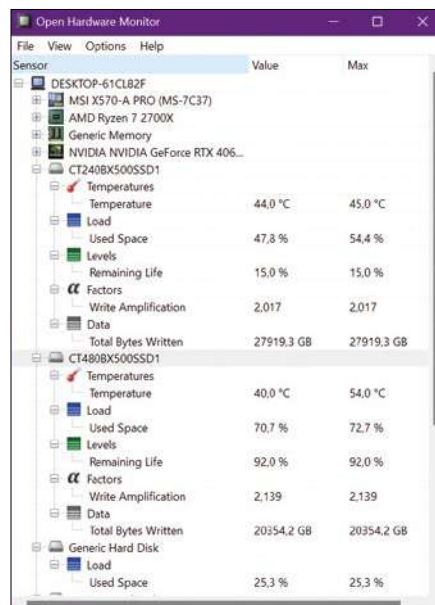 Open Hardware Monitor
File View Options Help
Sensor Value Max
DESKTOP-61CL82F
MSI X570-A PRO (MS-7C37)
AMD Ryzen 7 2700X
Generic Memory
NVIDIA NVIDIA GeForce RTX 406...
CT240BX500SSD1
Temperatures
Temperature 44,0 °C 45,0 °C
Load
Used Space 47,8 % 54,4 %
Levels
Remaining Life 15,0 % 15,0 %
Factors
Write Amplification 2,017 2,017
Data
Total Bytes Written 27919,3 GB 27919,3 GB
CT480BX500SSD1
Temperatures
Temperature 40,0 °C 54,0 °C
Load
Used Space 70,7 % 72,7 %
Levels
Remaining Life 92,0 % 92,0 %
Factors
Write Amplification 2,139 2,139
Data
Total Bytes Written 20354,2 GB 20354,2 GB
Generic Hard Disk
Load
Used Space 25,3 % 25,3 %